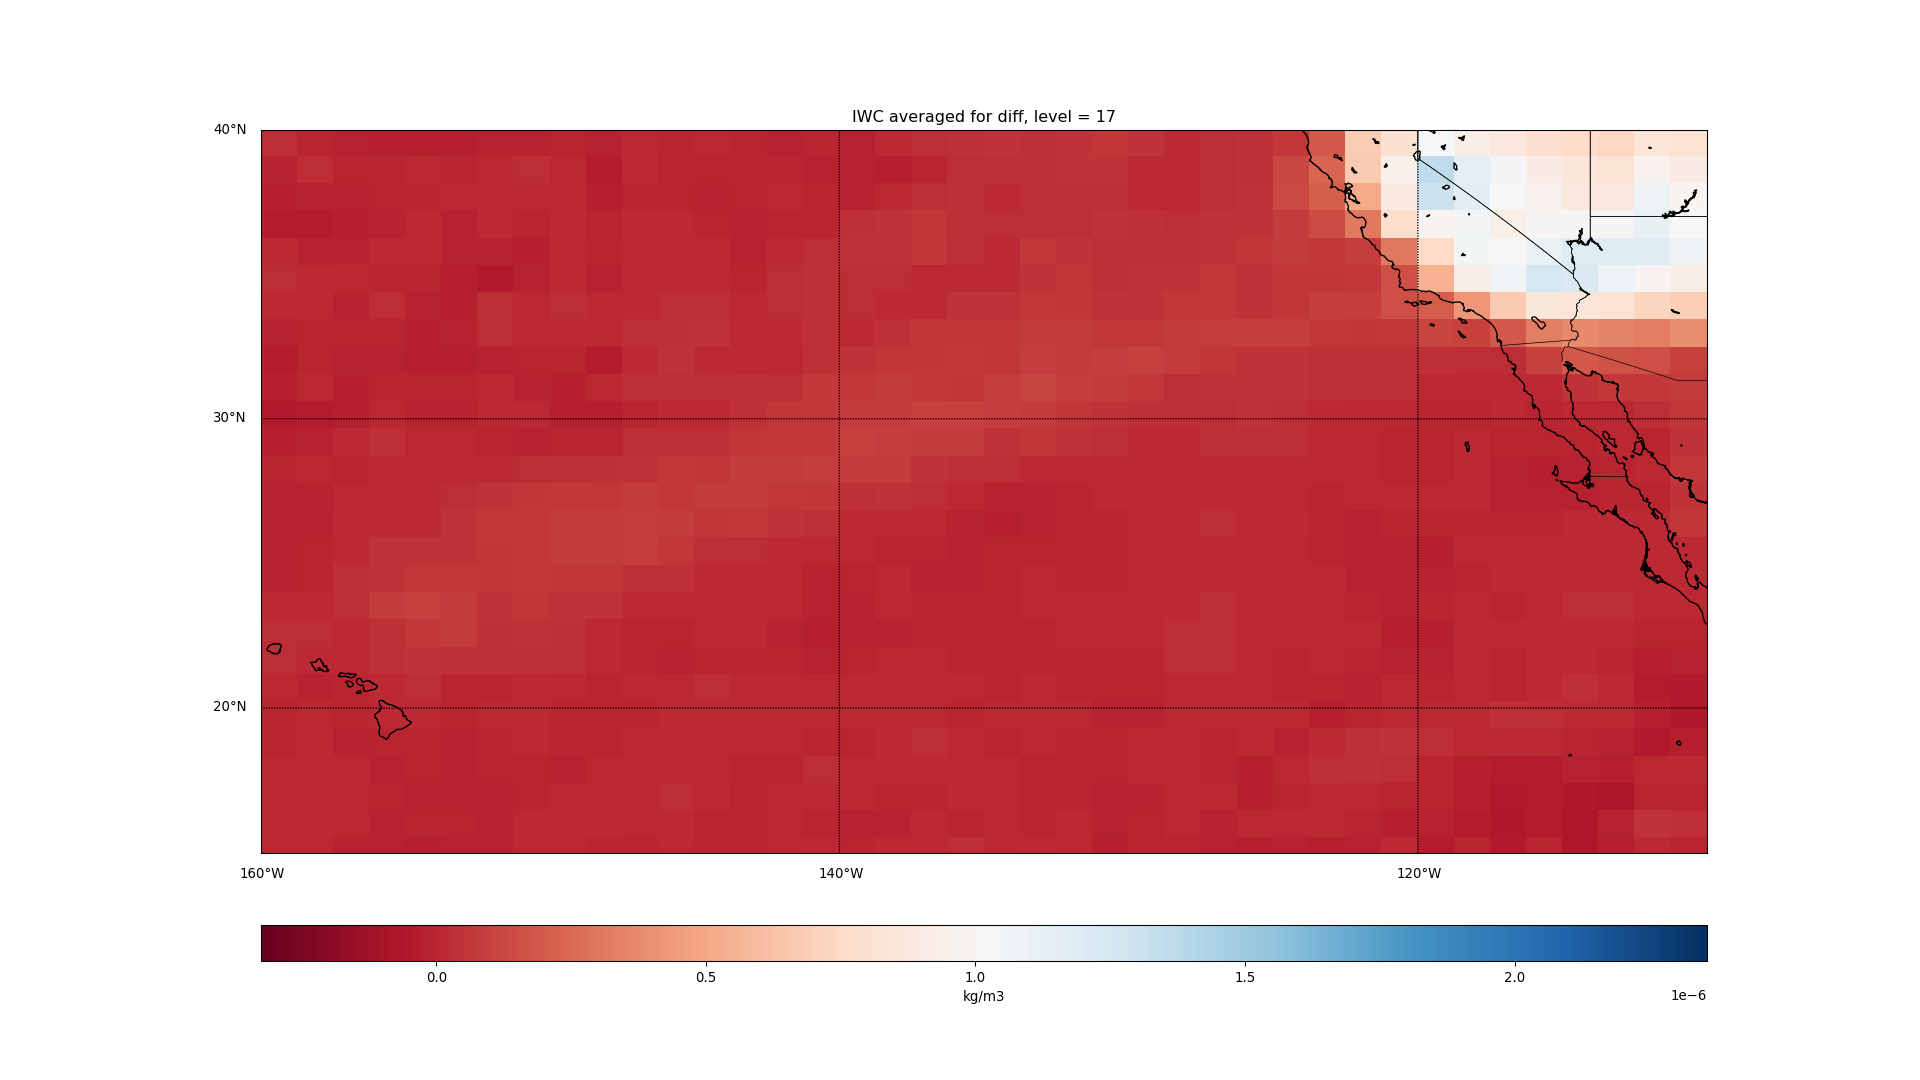 IWC averaged for diff, level = 17
40°N
30°N
20°N
160°W 140°W 120°W
0.0 0.5 1.0 1.5 2.0
kg/m3
1e−6